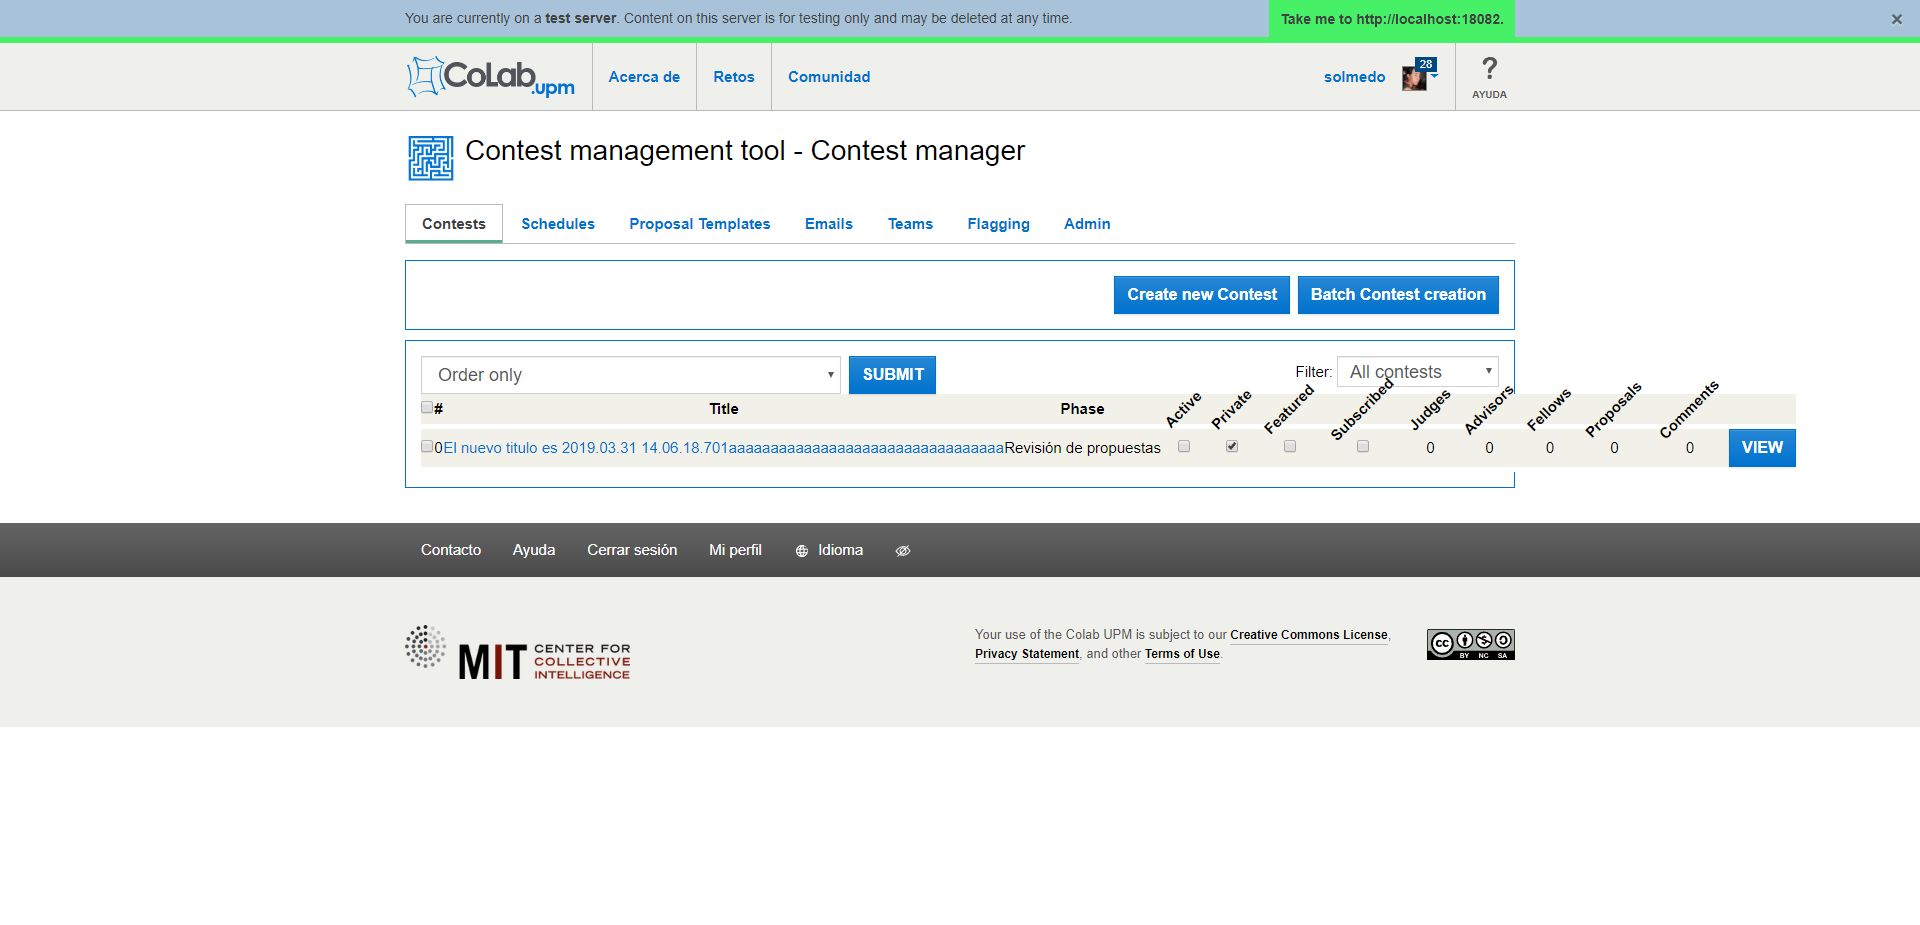 You are currently on a test server. Content on this server is for testing only and may be deleted at any time.
Take me to http://localhost:18082.
×
CoLab.upm
Acerca de
Retos
Comunidad
solmedo
28
?
AYUDA
Contest management tool - Contest manager
Contests
Schedules
Proposal Templates
Emails
Teams
Flagging
Admin
Create new Contest
Batch Contest creation
Order only
SUBMIT
Filter:
All contests
#
Title
Phase
Active
Private
Featured
Subscribed
Judges
Advisors
Fellows
Proposals
Comments
0El nuevo titulo es 2019.03.31 14.06.18.701aaaaaaaaaaaaaaaaaaaaaaaaaaaaaaaaaRevisión de propuestas
0
0
0
0
0
VIEW
Contacto
Ayuda
Cerrar sesión
Mi perfil
Idioma
MIT
CENTER FOR
COLLECTIVE
INTELLIGENCE
Your use of the Colab UPM is subject to our Creative Commons License,
Privacy Statement, and other Terms of Use.
cc
BY NC SA